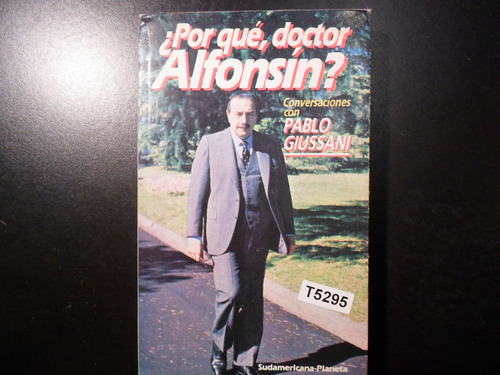 ¿Por qué, doctor
Alfonsín?
Conversaciones
con
PABLO
GIUSSANI
T5295
Sudamericana-Planeta